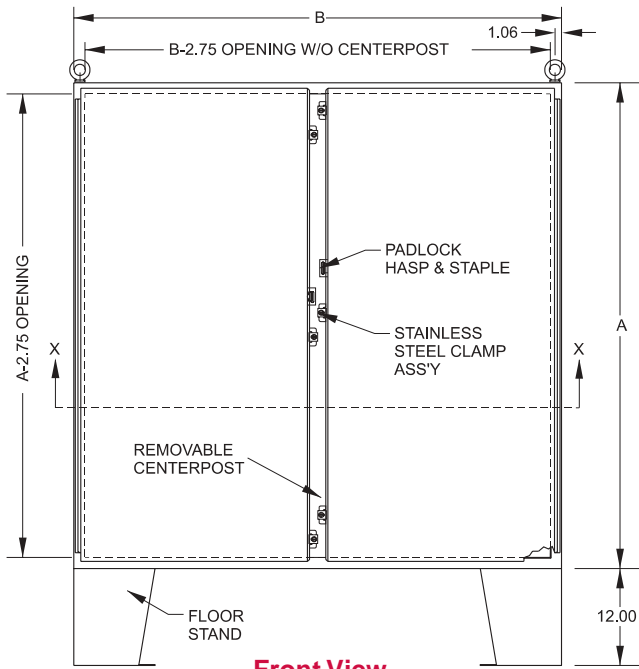 B
1.06
B-2.75 OPENING W/O CENTERPOST
PADLOCK
HASP & STAPLE
A-2.75 OPENING
A
STAINLESS
STEEL CLAMP
ASS'Y
X
X
REMOVABLE
CENTERPOST
FLOOR
STAND
12.00
Front View